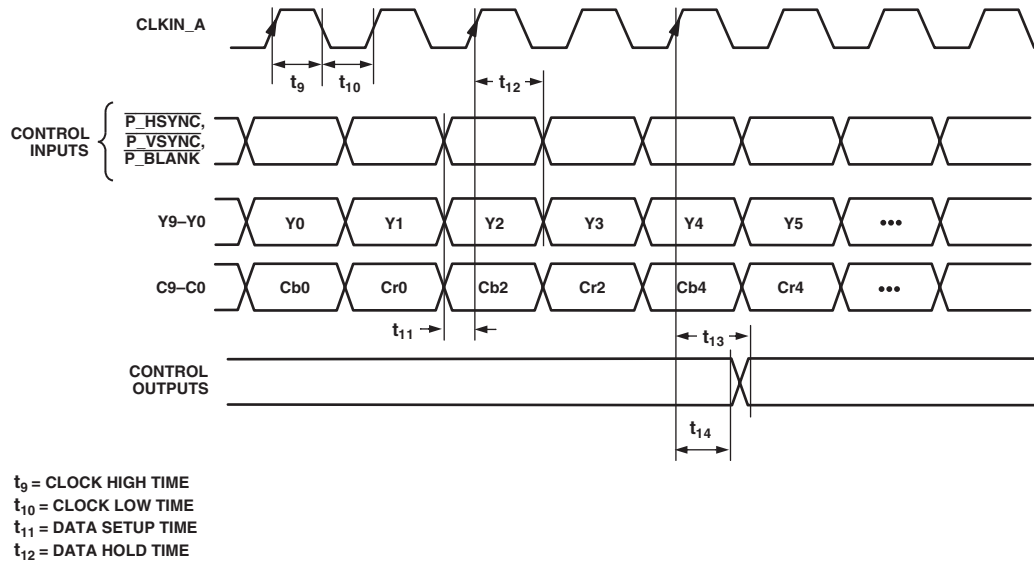 CLKIN_A
t9 t10 t12
CONTROL INPUTS
P_HSYNC,
P_VSYNC,
P_BLANK
Y9–Y0 Y0 Y1 Y2 Y3 Y4 Y5 •••
C9–C0 Cb0 Cr0 Cb2 Cr2 Cb4 Cr4 •••
t11 t13
CONTROL OUTPUTS
t14
t9 = CLOCK HIGH TIME
t10 = CLOCK LOW TIME
t11 = DATA SETUP TIME
t12 = DATA HOLD TIME